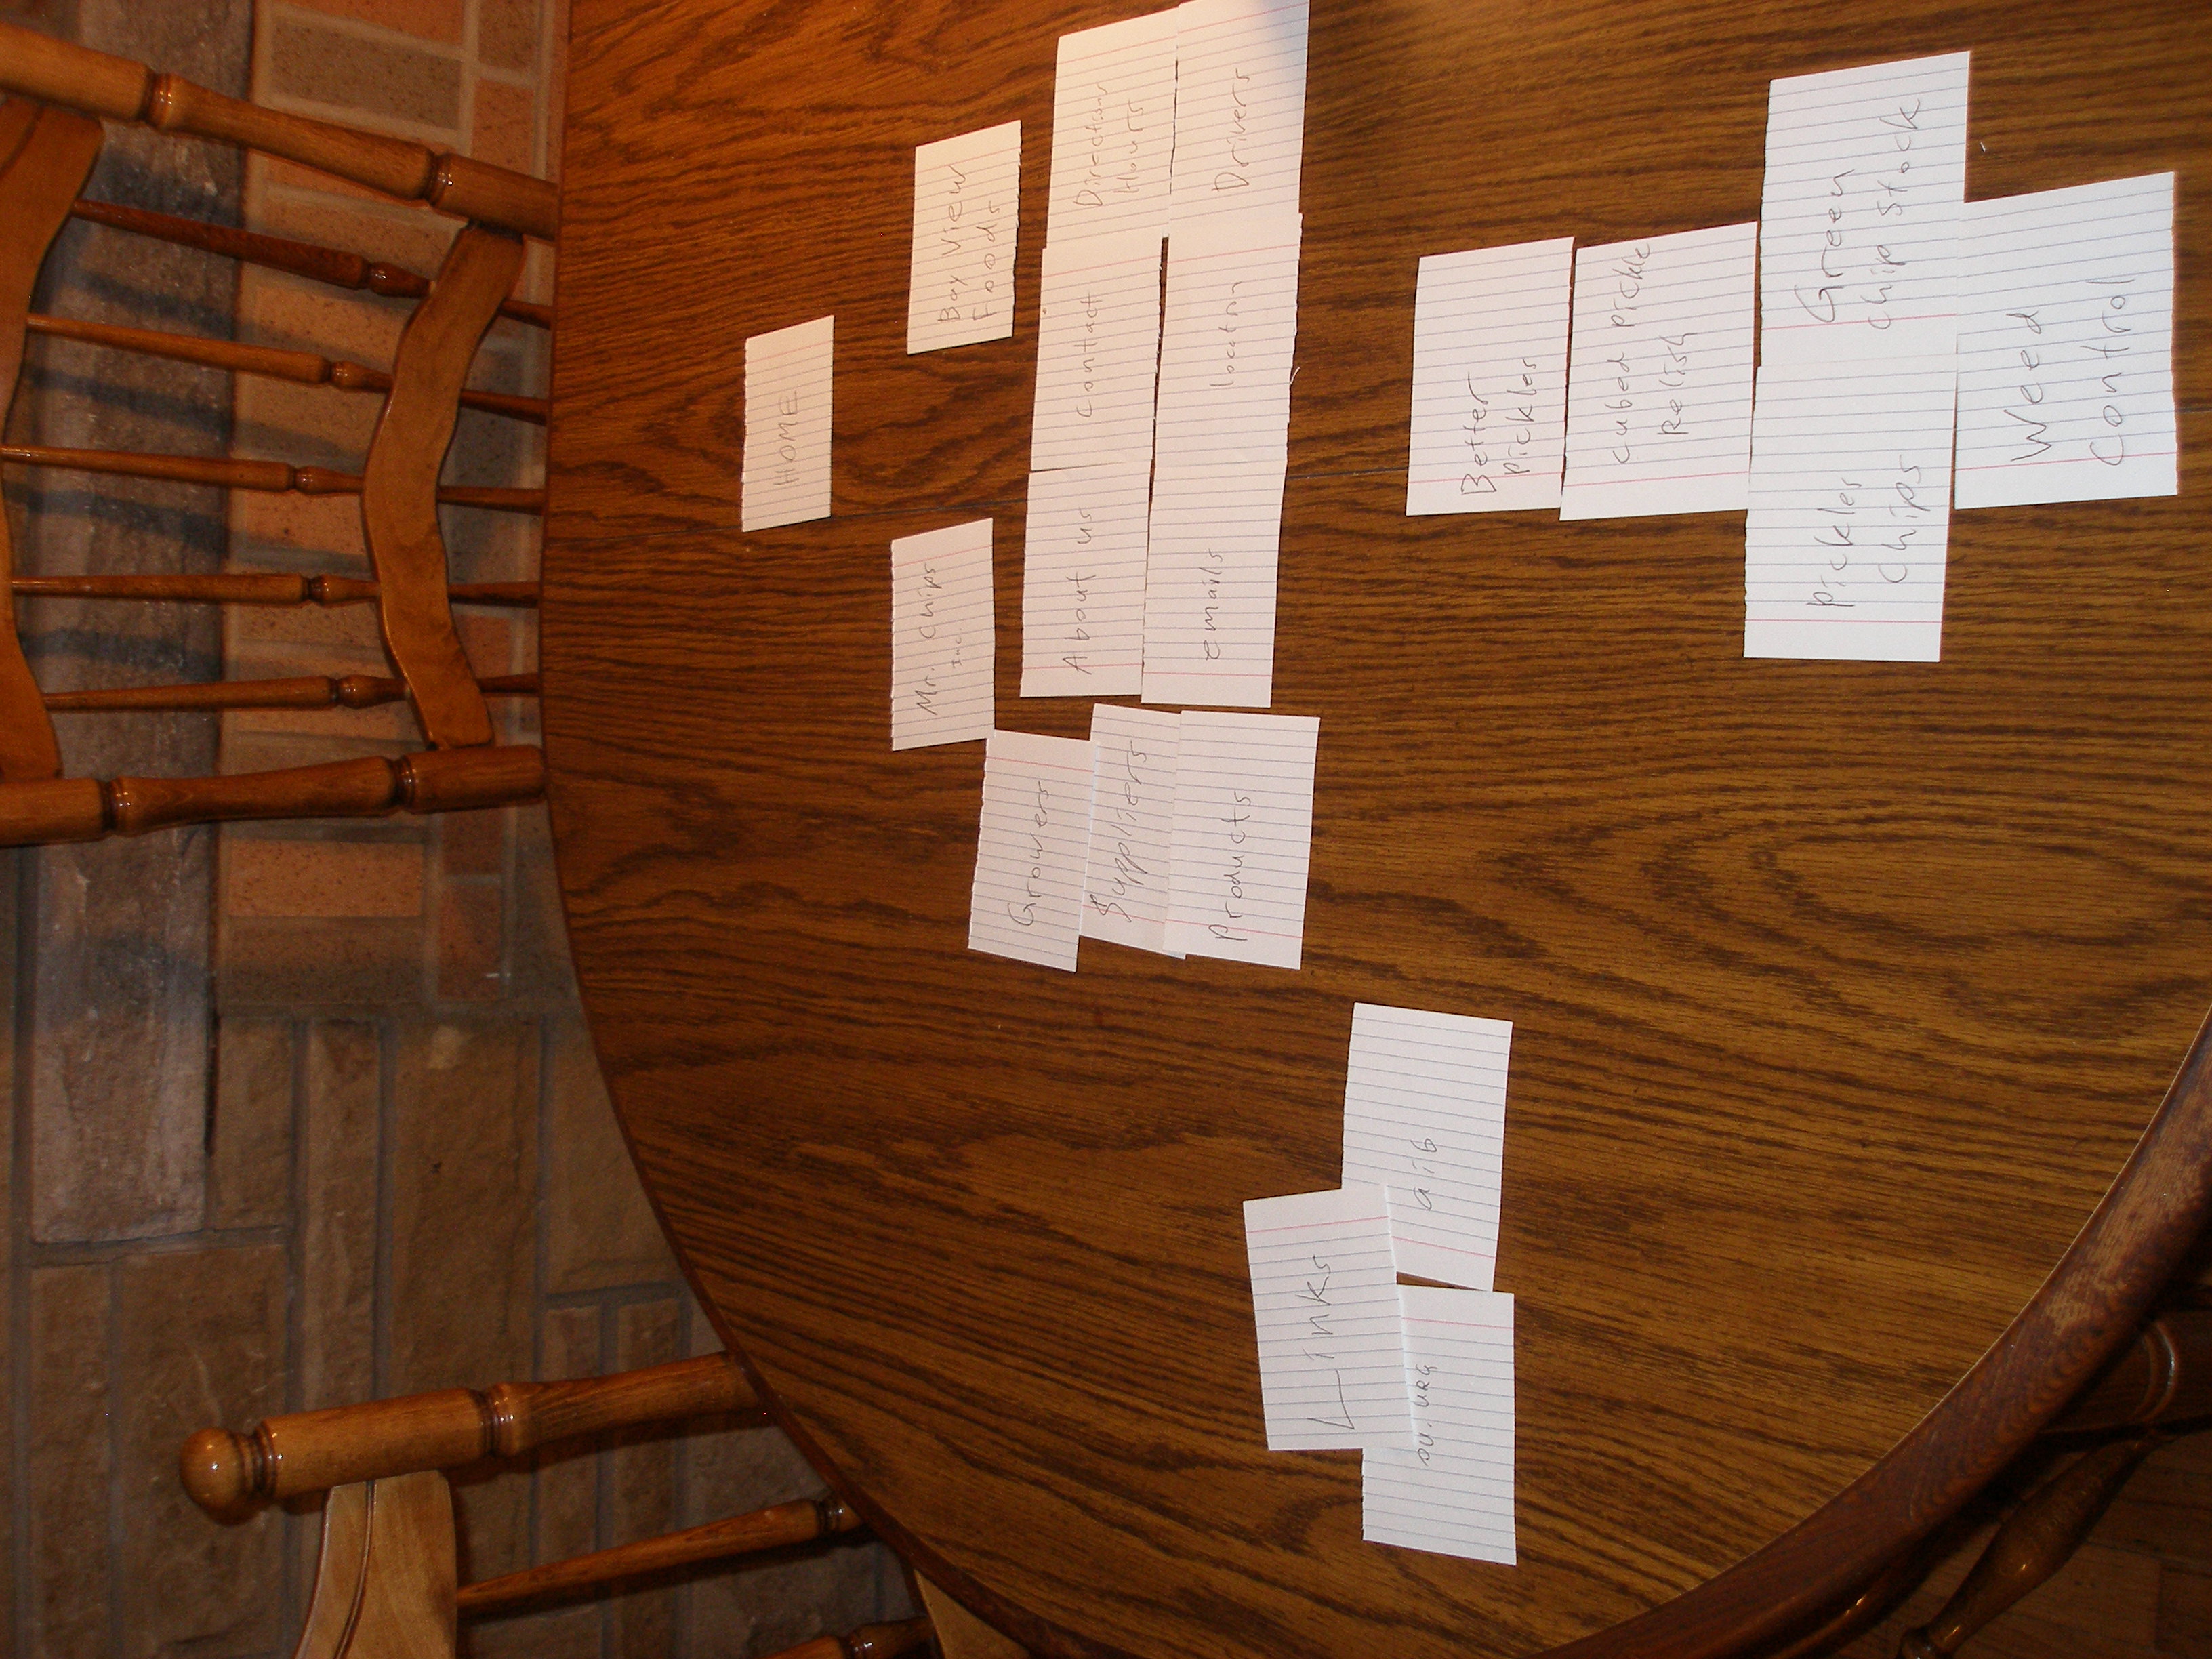 HOME
Mr. Chips
Inc.
Bay View
Foods
Growers
Suppliers
Products
About us
contact
Directions
Hours
emails
location
Drivers
Links
aib
ou.org
Better
Pickles
cubed pickle
Relish
pickles
chips
Green
chip stock
Weed
control